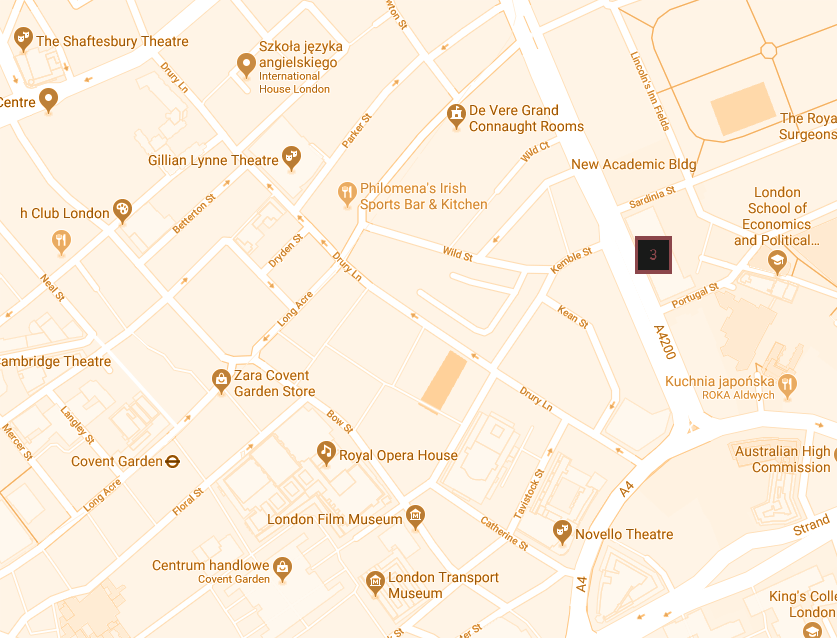 The Shaftesbury Theatre
Szkoła języka
angielskiego
International
House London
Drury Ln
Lincoln's Inn Fields
Centre
Parker St
De Vere Grand
Connaught Rooms
The Roya
Surgeons
Wild Ct
Gillian Lynne Theatre
New Academic Bldg
Philomena's Irish
Sports Bar & Kitchen
Betterton St
Sardinia St
London
School of
Economics
and Political...
h Club London
Dryden St
Drury Ln
Wild St
Kemble St
3
Neal St
Long Acre
Portugal St
Kean St
A4200
ambridge Theatre
Zara Covent
Garden Store
Kuchnia japońska
ROKA Aldwych
Drury Ln
Langley St
Bow St
Mercer St
Royal Opera House
Australian High
Commission
Covent Garden
Long Acre
Floral St
Tavistock St
A4
London Film Museum
Catherine St
Novello Theatre
Strand
Centrum handlowe
Covent Garden
London Transport
Museum
A4
King's Colle
London